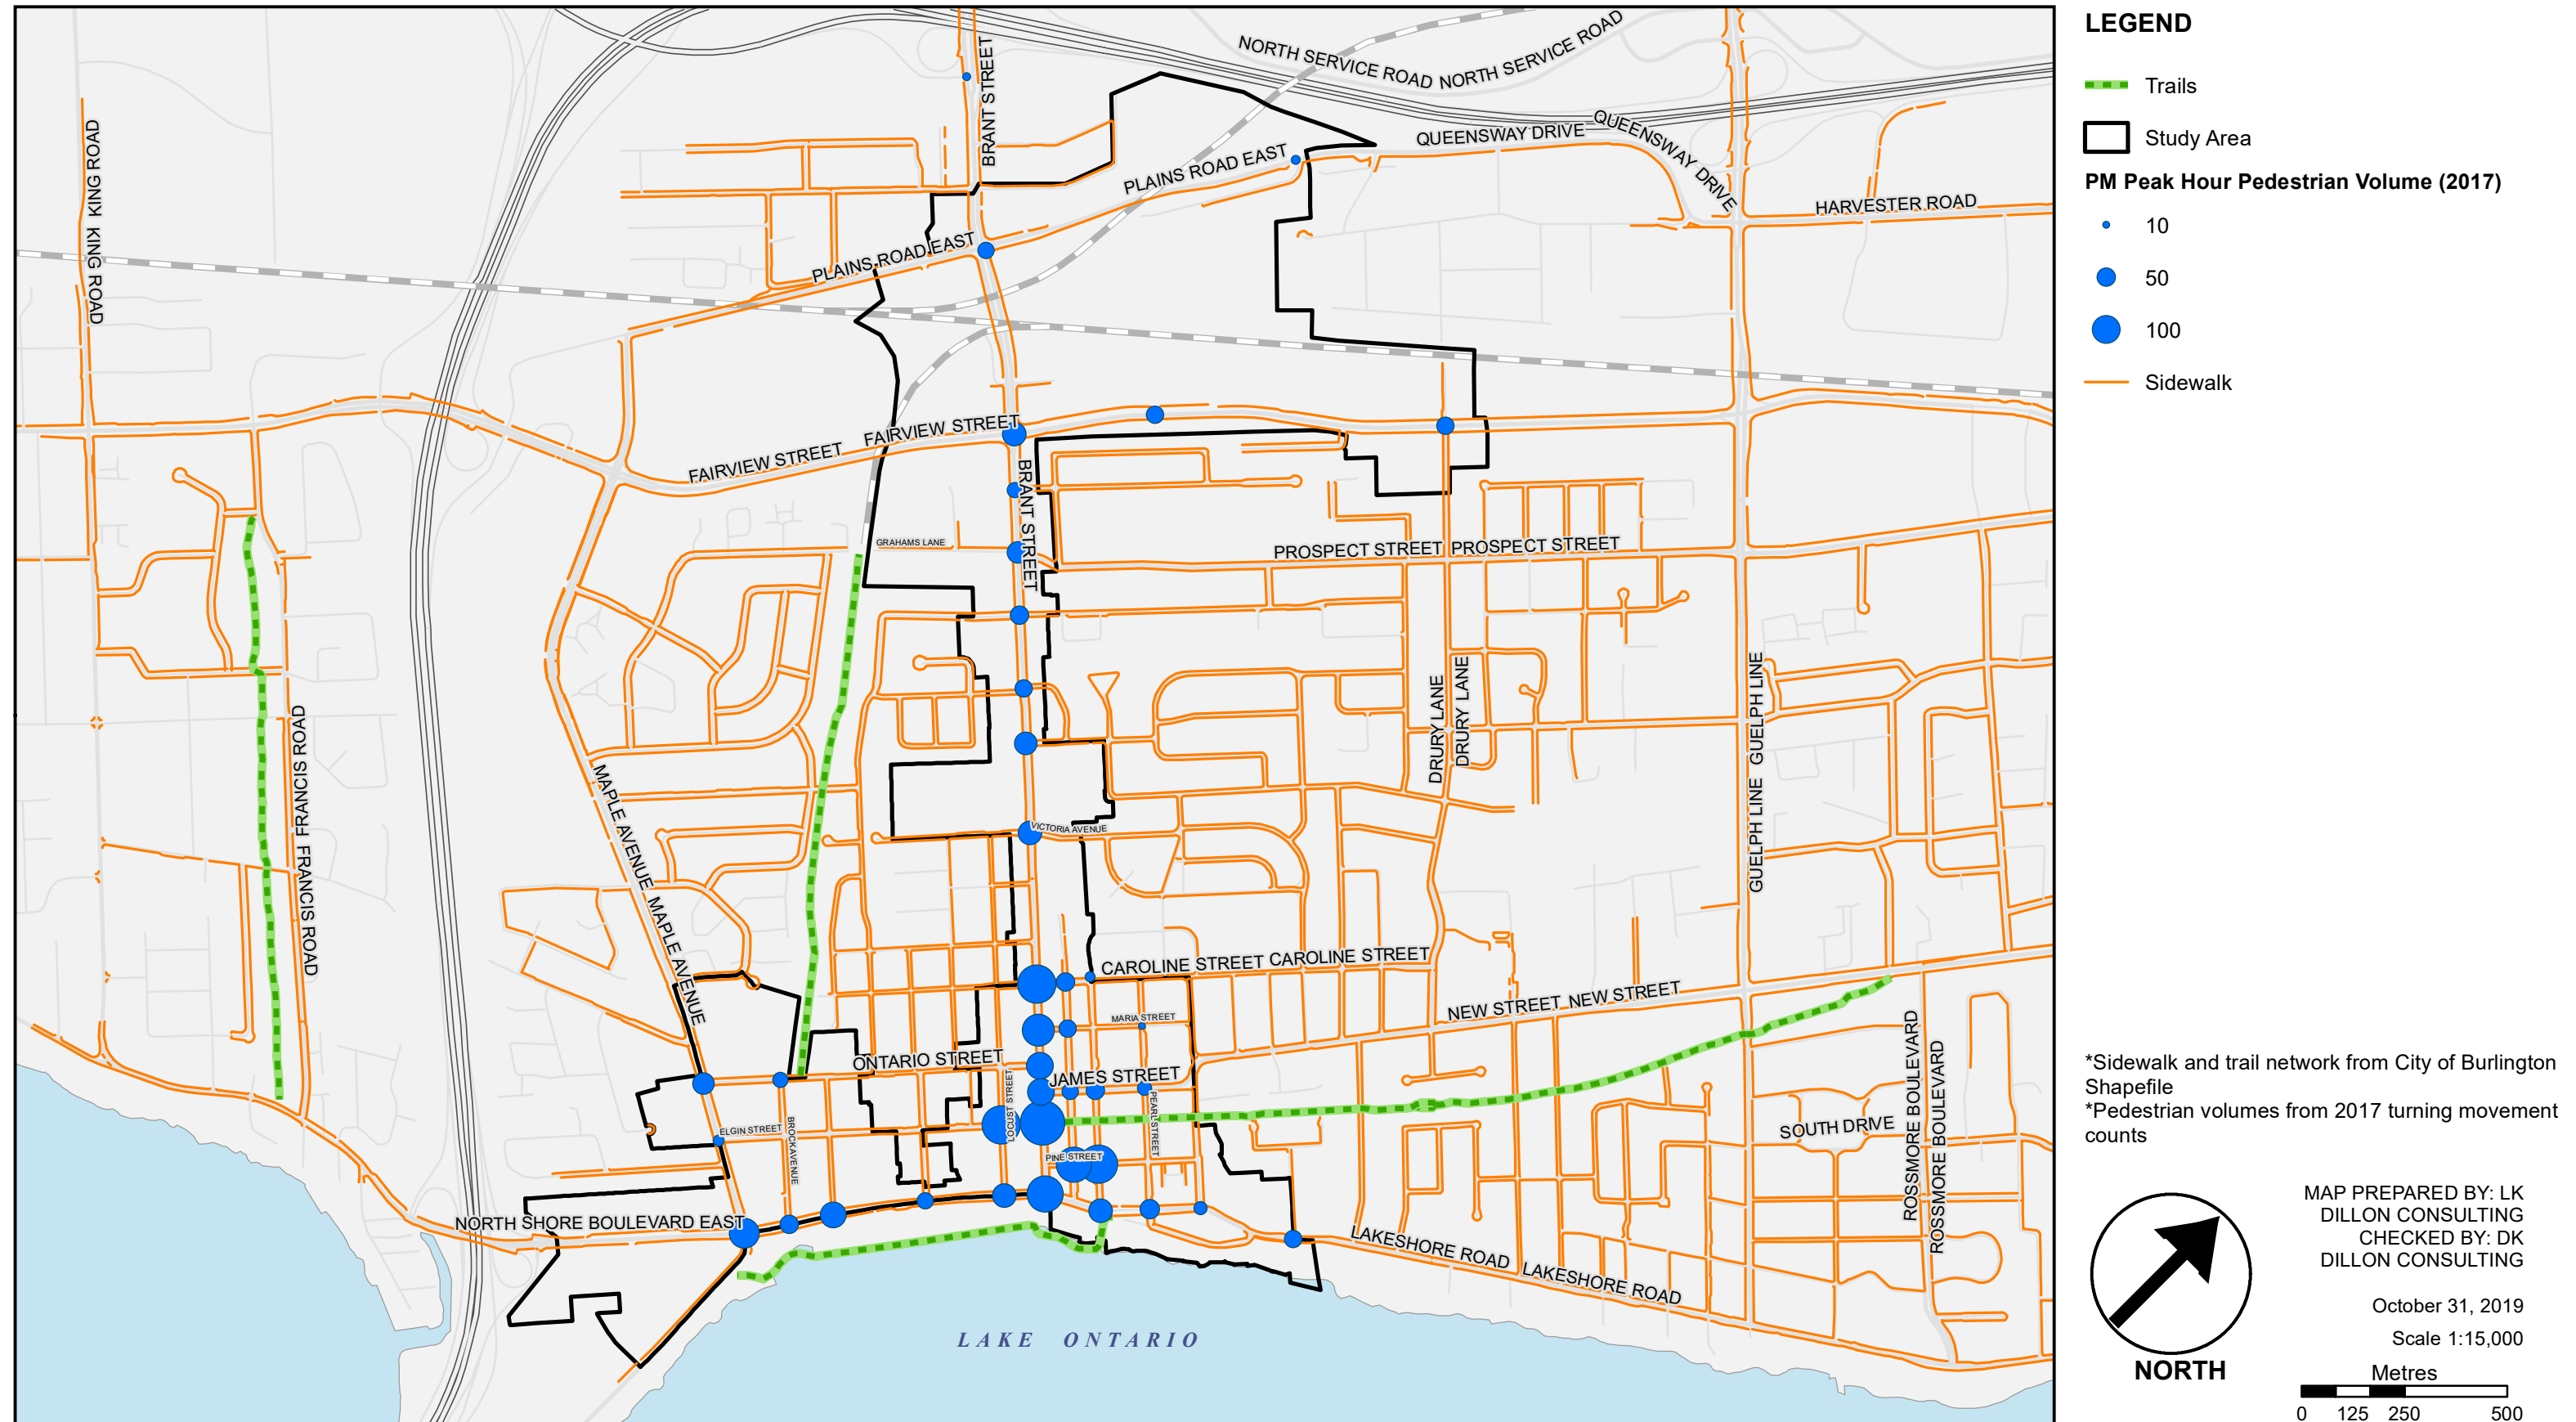 NORTH SERVICE ROAD
NORTH SERVICE ROAD
BRANT STREET
QUEENSWAY DRIVE
QUEENSWAY DRIVE
KING ROAD
KING ROAD
PLAINS ROAD EAST
HARVESTER ROAD
PLAINS ROAD EAST
FAIRVIEW STREET
FAIRVIEW STREET
BRANT STREET
GRAHAMS LANE
PROSPECT STREET
PROSPECT STREET
GUELPH LINE
GUELPH LINE
DRURY LANE
DRURY LANE
FRANCIS ROAD
FRANCIS ROAD
MAPLE AVENUE
MAPLE AVENUE
VICTORIA AVENUE
CAROLINE STREET
CAROLINE STREET
NEW STREET
NEW STREET
MARIA STREET
ONTARIO STREET
JAMES STREET
LOCUST STREET
PEARL STREET
ELGIN STREET
BROCK AVENUE
PINE STREET
SOUTH DRIVE
ROSSMORE BOULEVARD
ROSSMORE BOULEVARD
NORTH SHORE BOULEVARD EAST
LAKESHORE ROAD
LAKESHORE ROAD
LAKE ONTARIO
LEGEND
Trails
Study Area
PM Peak Hour Pedestrian Volume (2017)
10
50
100
Sidewalk
*Sidewalk and trail network from City of Burlington
Shapefile
*Pedestrian volumes from 2017 turning movement
counts
MAP PREPARED BY: LK
DILLON CONSULTING
CHECKED BY: DK
DILLON CONSULTING
October 31, 2019
Scale 1:15,000
NORTH
Metres
0 125 250 500